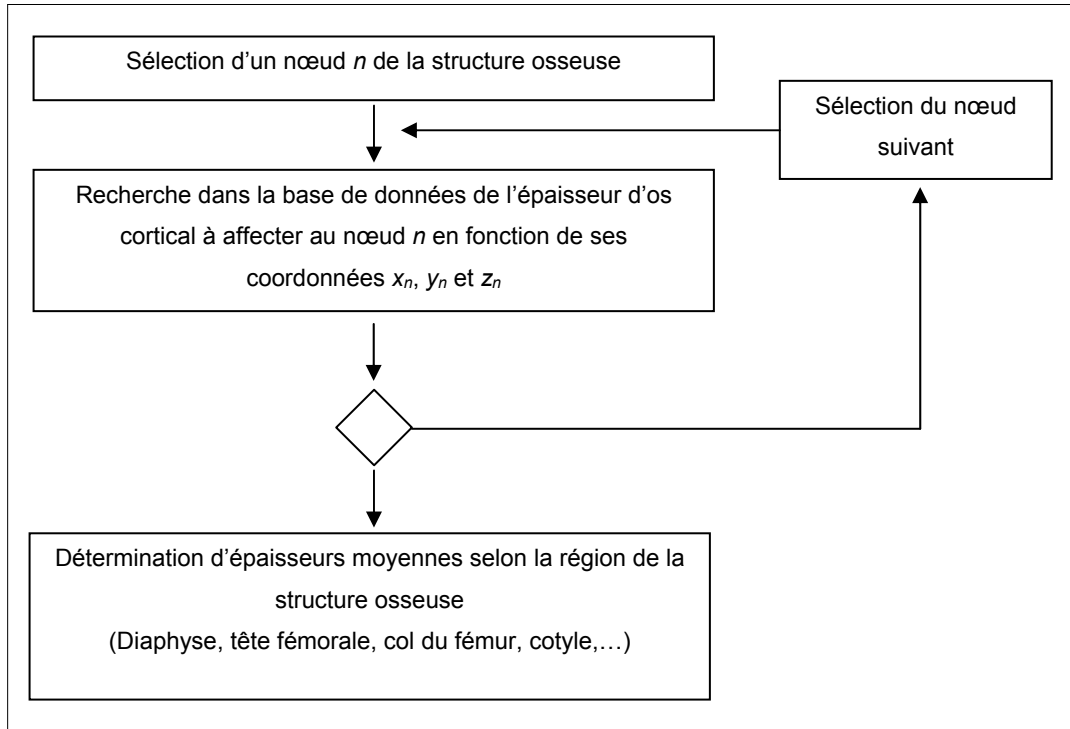 Sélection d’un nœud n de la structure osseuse
Sélection du nœud
suivant
Recherche dans la base de données de l’épaisseur d’os
cortical à affecter au nœud n en fonction de ses
coordonnées xn, yn et zn
Détermination d’épaisseurs moyennes selon la région de la
structure osseuse
(Diaphyse, tête fémorale, col du fémur, cotyle,…)